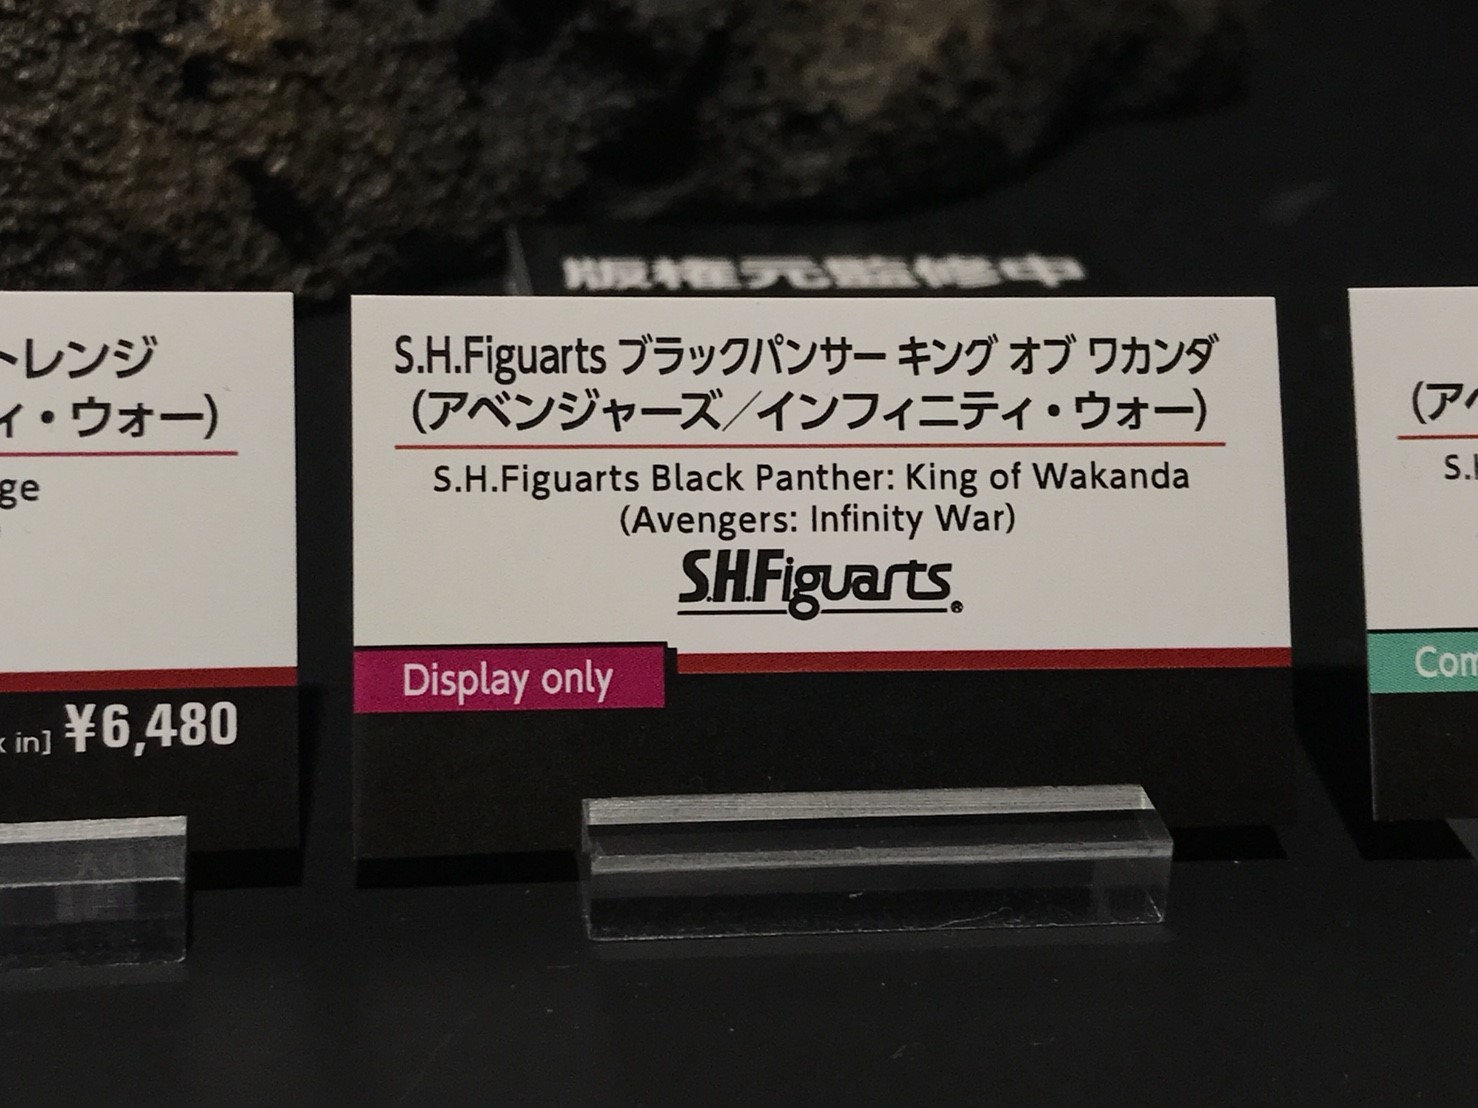 版権元監修中
トレンジ
ィ・ウォー)
ge
in] ¥6,480
S.H.Figuarts ブラックパンサー キング オブ ワカンダ
(アベンジャーズ／インフィニティ・ウォー)
S.H.Figuarts Black Panther: King of Wakanda
(Avengers: Infinity War)
S.H.Figuarts®
Display only
(ア
S.H
Com